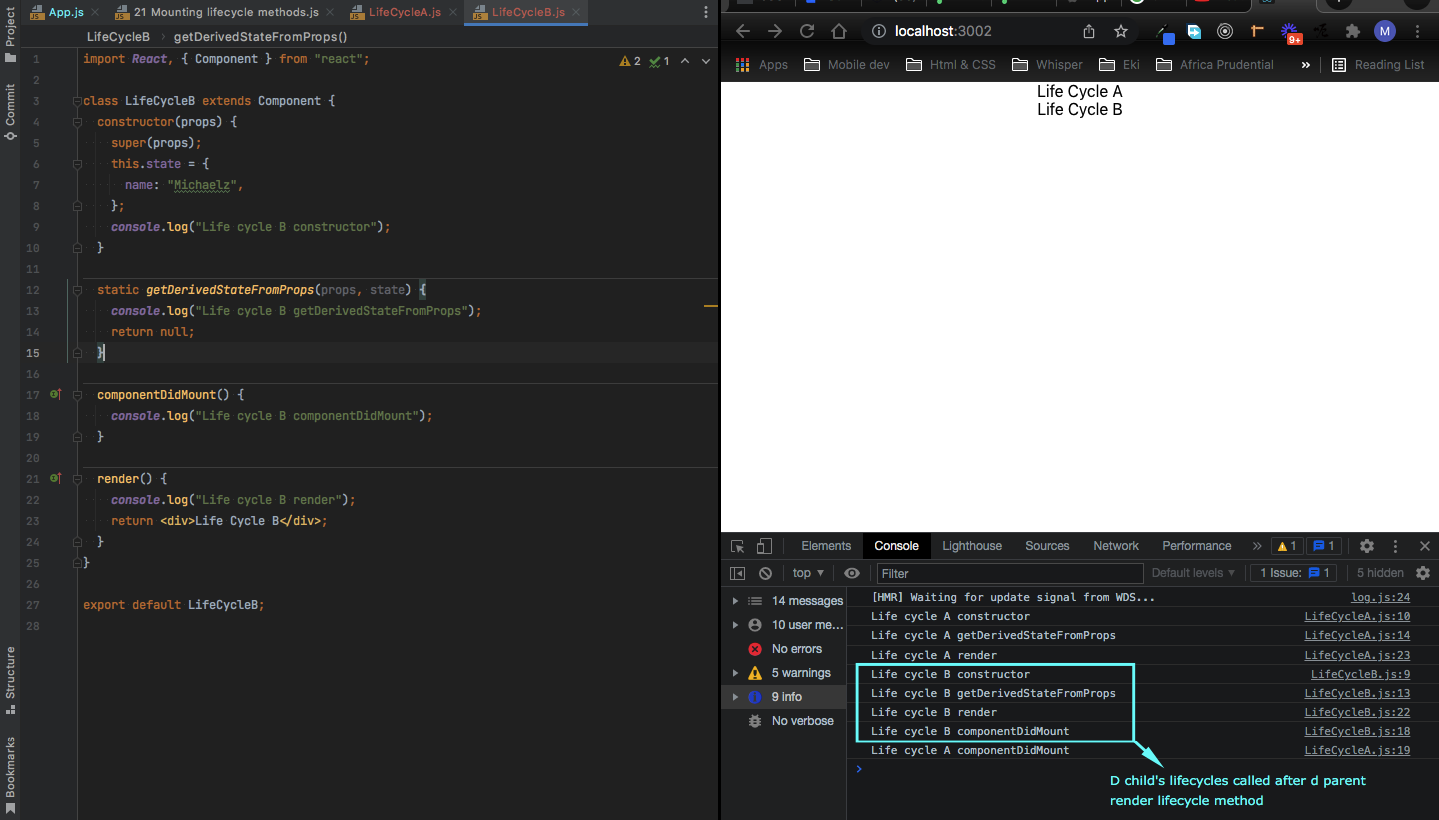 Project
Commit
Structure
Bookmarks
App.js
21 Mounting lifecycle methods.js
LifeCycleA.js
LifeCycleB.js
LifeCycleB › getDerivedStateFromProps()
2 1
1 import React, { Component } from "react";
2
3 class LifeCycleB extends Component {
4 constructor(props) {
5 super(props);
6 this.state = {
7 name: "Michaelz",
8 };
9 console.log("Life cycle B constructor");
10 }
11
12 static getDerivedStateFromProps(props, state) {
13 console.log("Life cycle B getDerivedStateFromProps");
14 return null;
15 }
16
17 componentDidMount() {
18 console.log("Life cycle B componentDidMount");
19 }
20
21 render() {
22 console.log("Life cycle B render");
23 return <div>Life Cycle B</div>;
24 }
25 }
26
27 export default LifeCycleB;
28
localhost:3002
9+
M
Apps Mobile dev Html & CSS Whisper Eki Africa Prudential » Reading List
Life Cycle A
Life Cycle B
Elements Console Lighthouse Sources Network Performance » 1 1
top ▼ Filter Default levels ▼ 1 Issue: 1 5 hidden
14 messages
10 user me...
No errors
5 warnings
9 info
No verbose
[HMR] Waiting for update signal from WDS... log.js:24
Life cycle A constructor LifeCycleA.js:10
Life cycle A getDerivedStateFromProps LifeCycleA.js:14
Life cycle A render LifeCycleA.js:23
Life cycle B constructor LifeCycleB.js:9
Life cycle B getDerivedStateFromProps LifeCycleB.js:13
Life cycle B render LifeCycleB.js:22
Life cycle B componentDidMount LifeCycleB.js:18
Life cycle A componentDidMount LifeCycleA.js:19
D child's lifecycles called after d parent
render lifecycle method